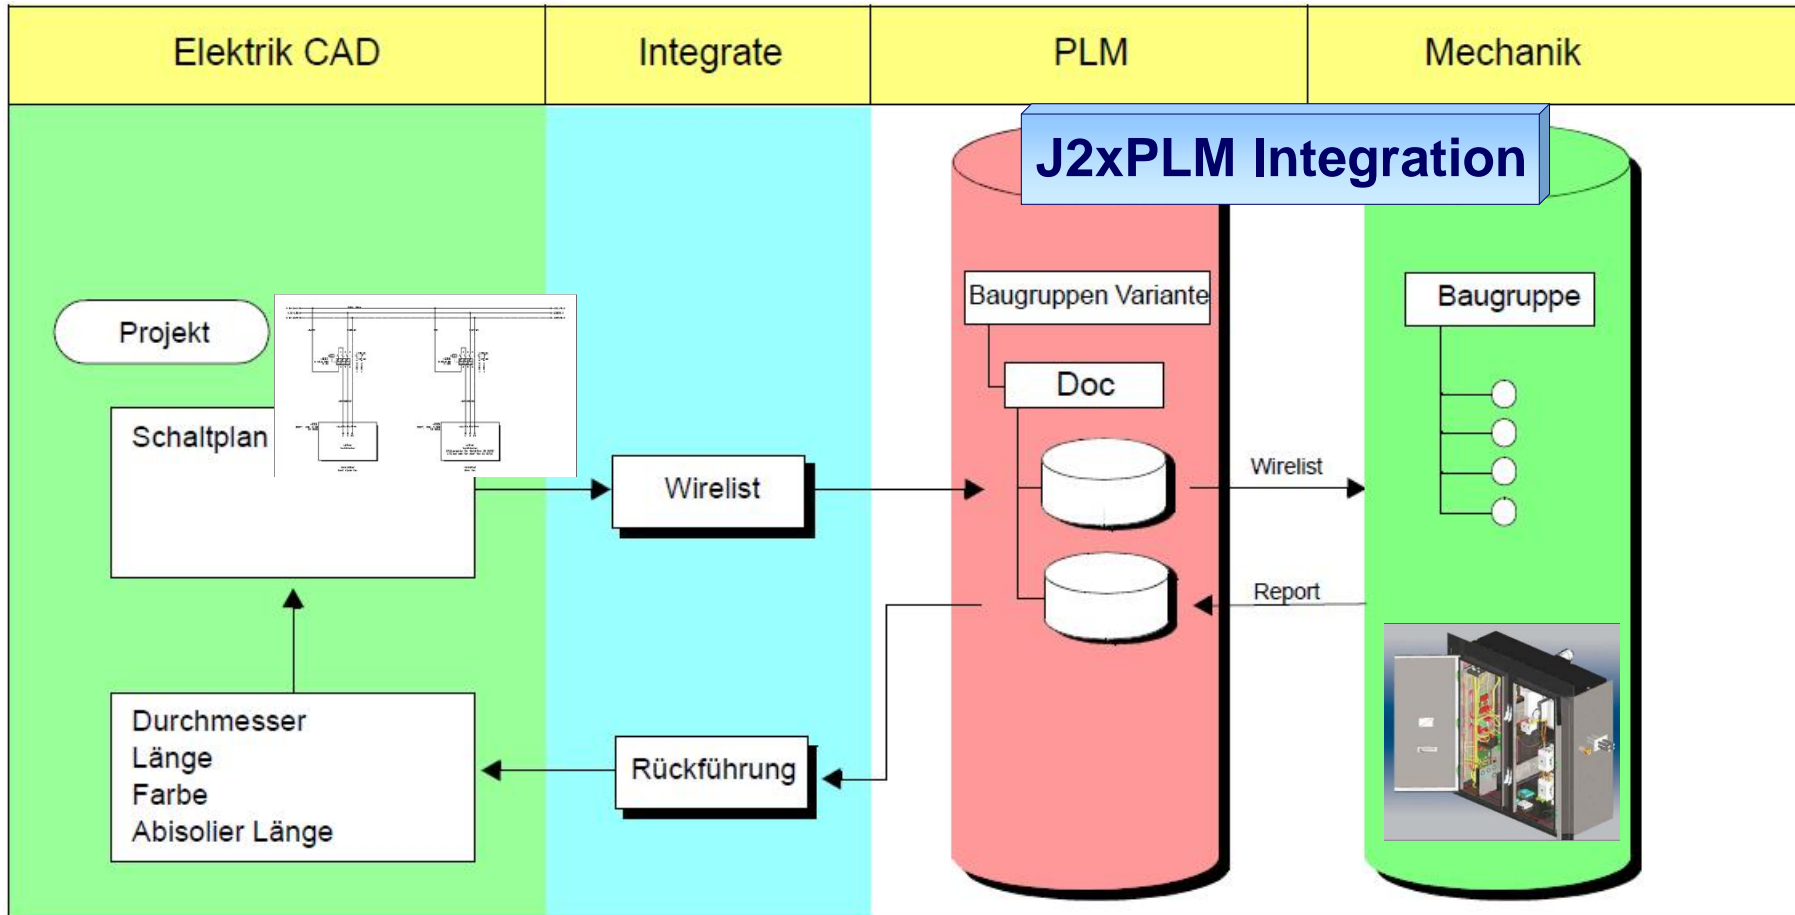 Elektrik CAD
Integrate
PLM
Mechanik
J2xPLM Integration
Projekt
Schaltplan
Wirelist
Baugruppen Variante
Doc
Wirelist
Report
Baugruppe
Durchmesser
Länge
Farbe
Abisolier Länge
Rückführung